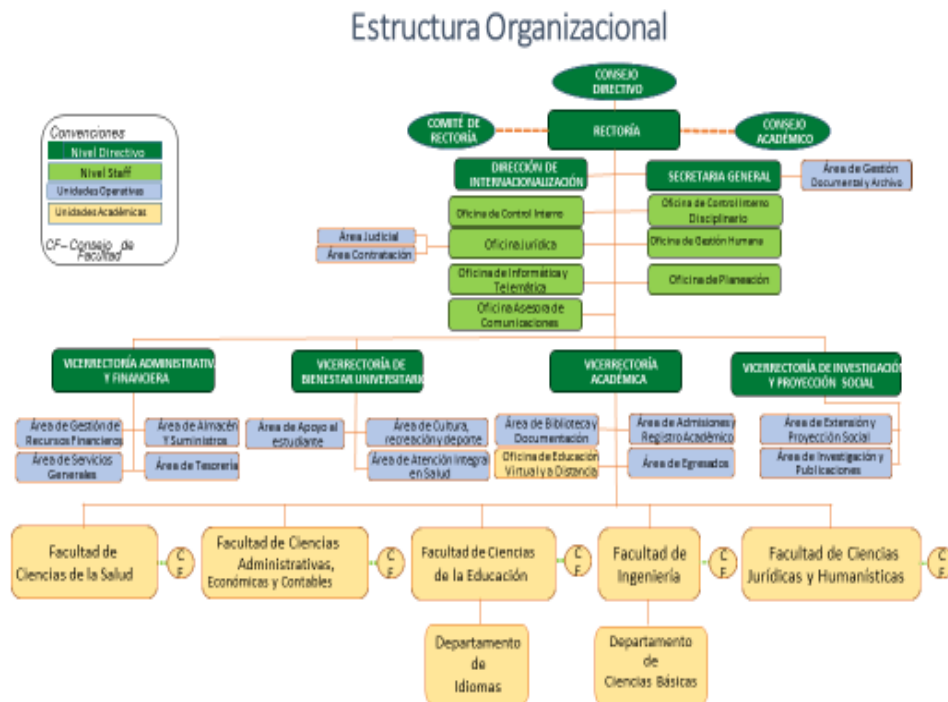 Estructura Organizacional
CONSEJO
DIRECTIVO
COMITÉ DE
RECTORÍA
RECTORÍA
CONSEJO
ACADÉMICO
Convenciones
Nivel Directivo
Nivel Staff
Unidades Operativas
Unidades Académicas
CF– Consejo de
Facultad
DIRECCIÓN DE
INTERNACIONALIZACIÓN
SECRETARIA GENERAL
Área de Gestión
Documental y Archivo
Oficina de Control Interno
Oficina de Control Interno
Disciplinario
Área Judicial
Área Contratación
Oficina Jurídica
Oficina de Gestión Humana
Oficina de Informática y
Telemática
Oficina de Planeación
Oficina Asesora de
Comunicaciones
VICERRECTORÍA ADMINISTRATIVA
Y FINANCIERA
VICERRECTORÍA DE
BIENESTAR UNIVERSITARIO
VICERRECTORÍA
ACADÉMICA
VICERRECTORÍA DE INVESTIGACIÓN
Y PROYECCIÓN SOCIAL
Área de Gestión de
Recursos Financieros
Área de Almacén
Y Suministros
Área de Servicios
Generales
Área de Tesorería
Área de Apoyo al
estudiante
Área de Cultura,
recreación y deporte
Área de Atención Integral
en Salud
Área de Biblioteca y
Documentación
Área de Admisiones y
Registro Académico
Oficina de Educación
Virtual y a Distancia
Área de Egresados
Área de Extensión y
Proyección Social
Área de Investigación y
Publicaciones
Facultad de
Ciencias de la Salud
C
F
Facultad de Ciencias
Administrativas,
Económicas y Contables
C
F
Facultad de Ciencias
de la Educación
C
F
Facultad de
Ingeniería
C
F
Facultad de Ciencias
Jurídicas y Humanísticas
C
F
Departamento
de
Idiomas
Departamento
de
Ciencias Básicas